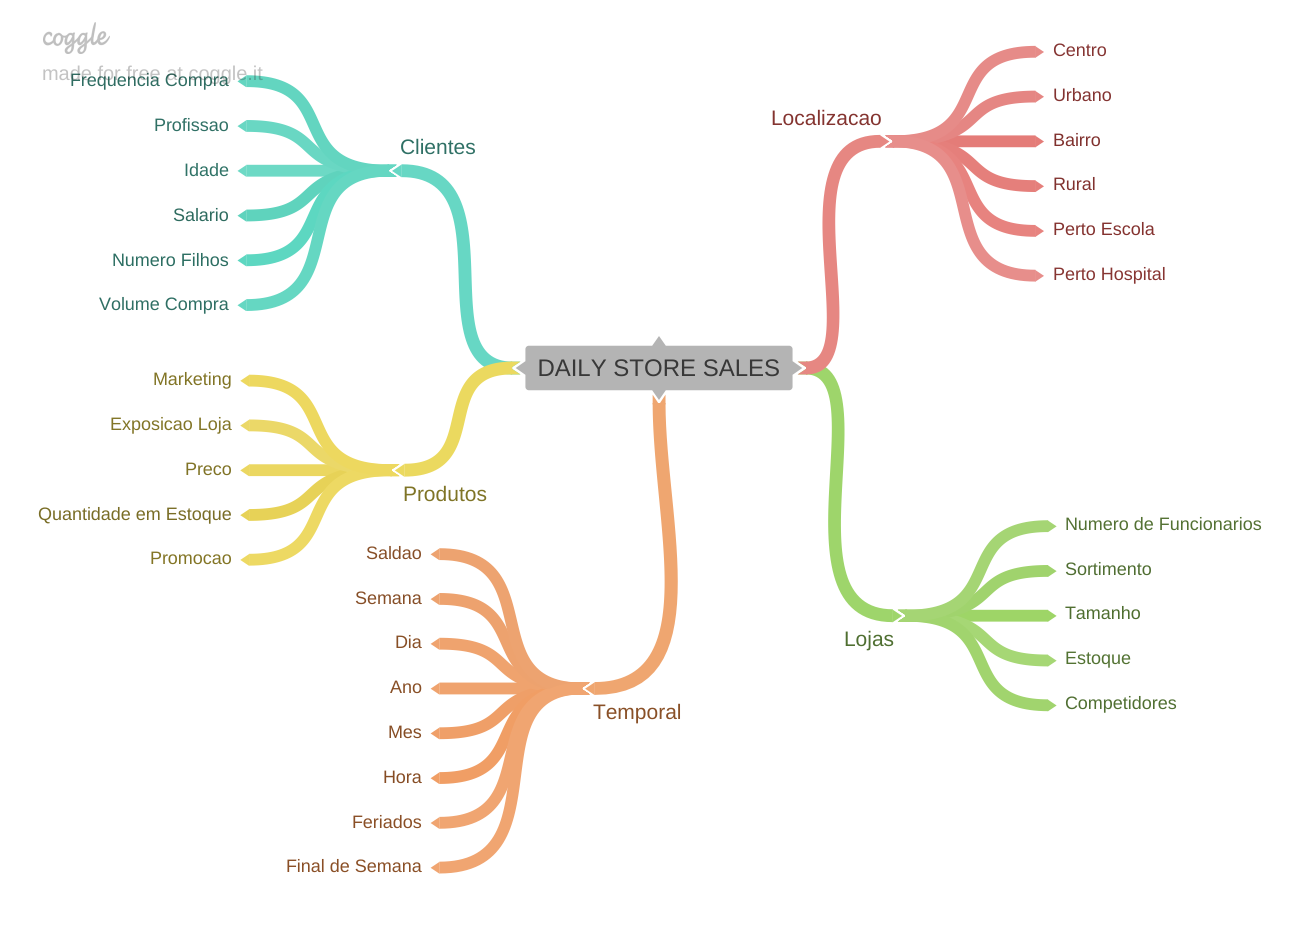 coggle
made for free at coggle.it
Frequencia Compra
Profissao
Idade
Salario
Numero Filhos
Volume Compra
Clientes
Marketing
Exposicao Loja
Preco
Quantidade em Estoque
Promocao
Produtos
DAILY STORE SALES
Saldao
Semana
Dia
Ano
Mes
Hora
Feriados
Final de Semana
Temporal
Localizacao
Centro
Urbano
Bairro
Rural
Perto Escola
Perto Hospital
Lojas
Numero de Funcionarios
Sortimento
Tamanho
Estoque
Competidores